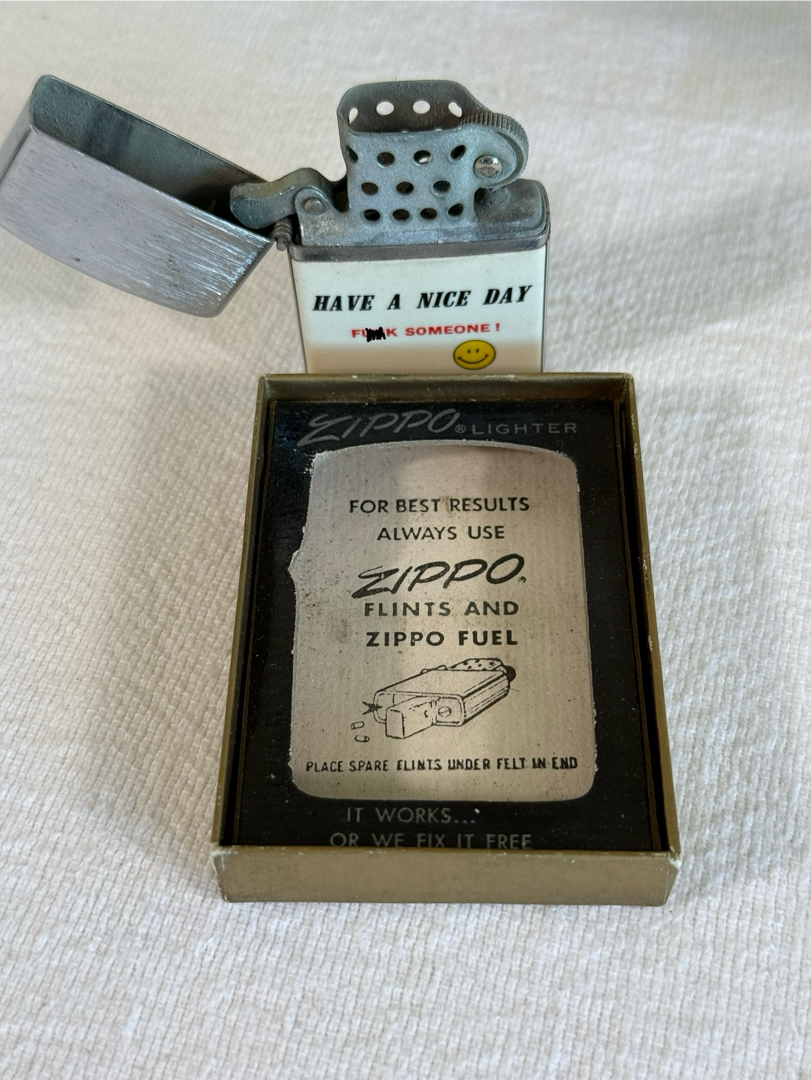 HAVE A NICE DAY
FU K SOMEONE!
ZIPPO® LIGHTER
FOR BEST RESULTS
ALWAYS USE
ZIPPO®
FLINTS AND
ZIPPO FUEL
PLACE SPARE FLINTS UNDER FELT IN END
IT WORKS...
OR WE FIX IT FREE